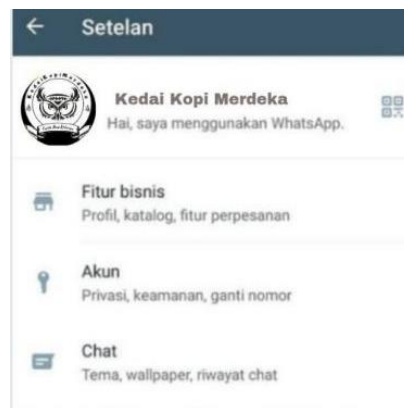 Setelan
KedaiKopiMerdeka
Kedai Kopi Merdeka
Hai, saya menggunakan WhatsApp.
Fitur bisnis
Profil, katalog, fitur perpesanan
Akun
Privasi, keamanan, ganti nomor
Chat
Tema, wallpaper, riwayat chat